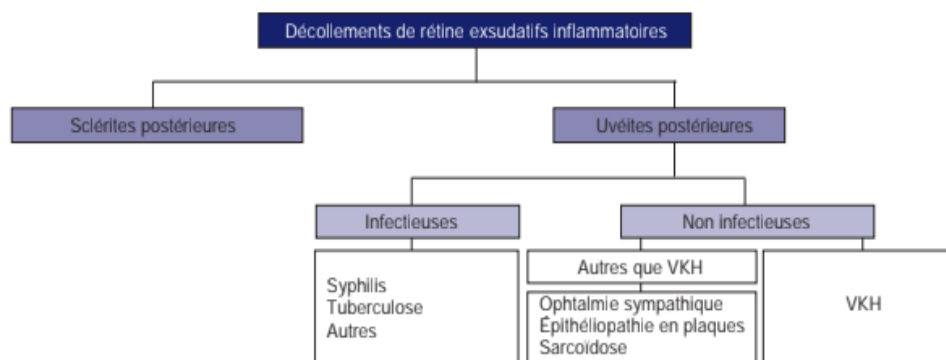 Décollements de rétine exsudatifs inflammatoires
Sclérites postérieures
Uvéites postérieures
Infectieuses
Non infectieuses
Syphilis
Tuberculose
Autres
Autres que VKH
Ophtalmie sympathique
Épithéliopathie en plaques
Sarcoïdose
VKH